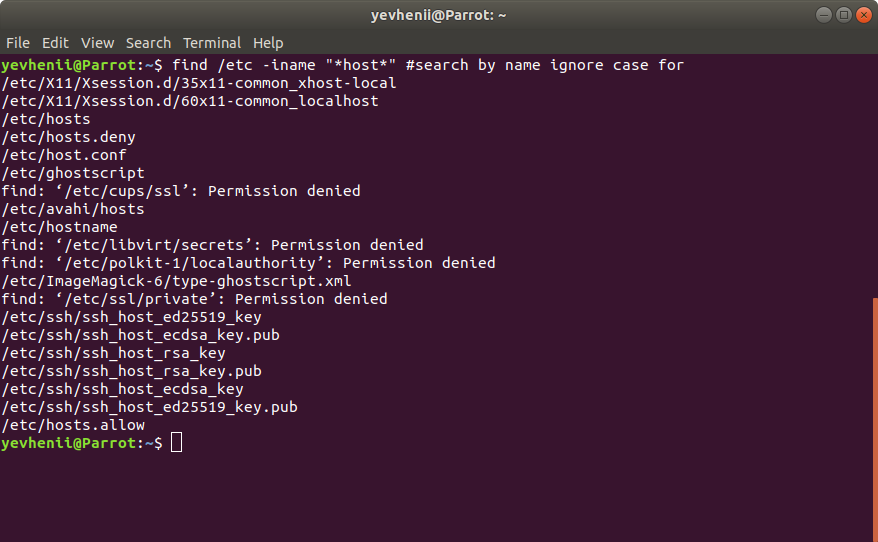 yevhenii@Parrot: ~
File Edit View Search Terminal Help
yevhenii@Parrot:~$ find /etc -iname "*host*" #search by name ignore case for
/etc/X11/Xsession.d/35x11-common_xhost-local
/etc/X11/Xsession.d/60x11-common_localhost
/etc/hosts
/etc/hosts.deny
/etc/host.conf
/etc/ghostscript
find: ‘/etc/cups/ssl’: Permission denied
/etc/avahi/hosts
/etc/hostname
find: ‘/etc/libvirt/secrets’: Permission denied
find: ‘/etc/polkit-1/localauthority’: Permission denied
/etc/ImageMagick-6/type-ghostscript.xml
find: ‘/etc/ssl/private’: Permission denied
/etc/ssh/ssh_host_ed25519_key
/etc/ssh/ssh_host_ecdsa_key.pub
/etc/ssh/ssh_host_rsa_key
/etc/ssh/ssh_host_rsa_key.pub
/etc/ssh/ssh_host_ecdsa_key
/etc/ssh/ssh_host_ed25519_key.pub
/etc/hosts.allow
yevhenii@Parrot:~$